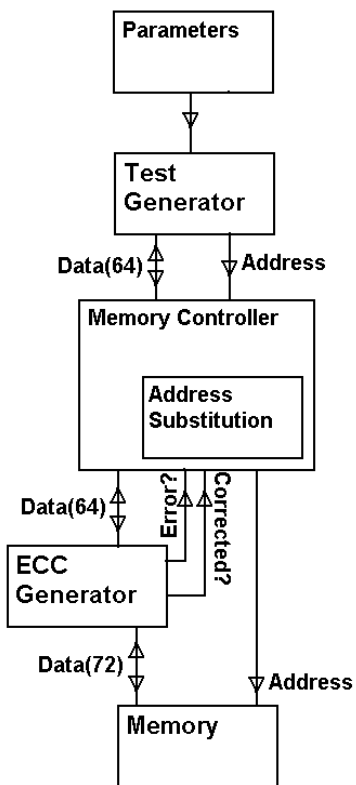 Parameters
Test
Generator
Data(64)
Address
Memory Controller
Address
Substitution
Data(64)
Error?
Corrected?
ECC
Generator
Data(72)
Address
Memory